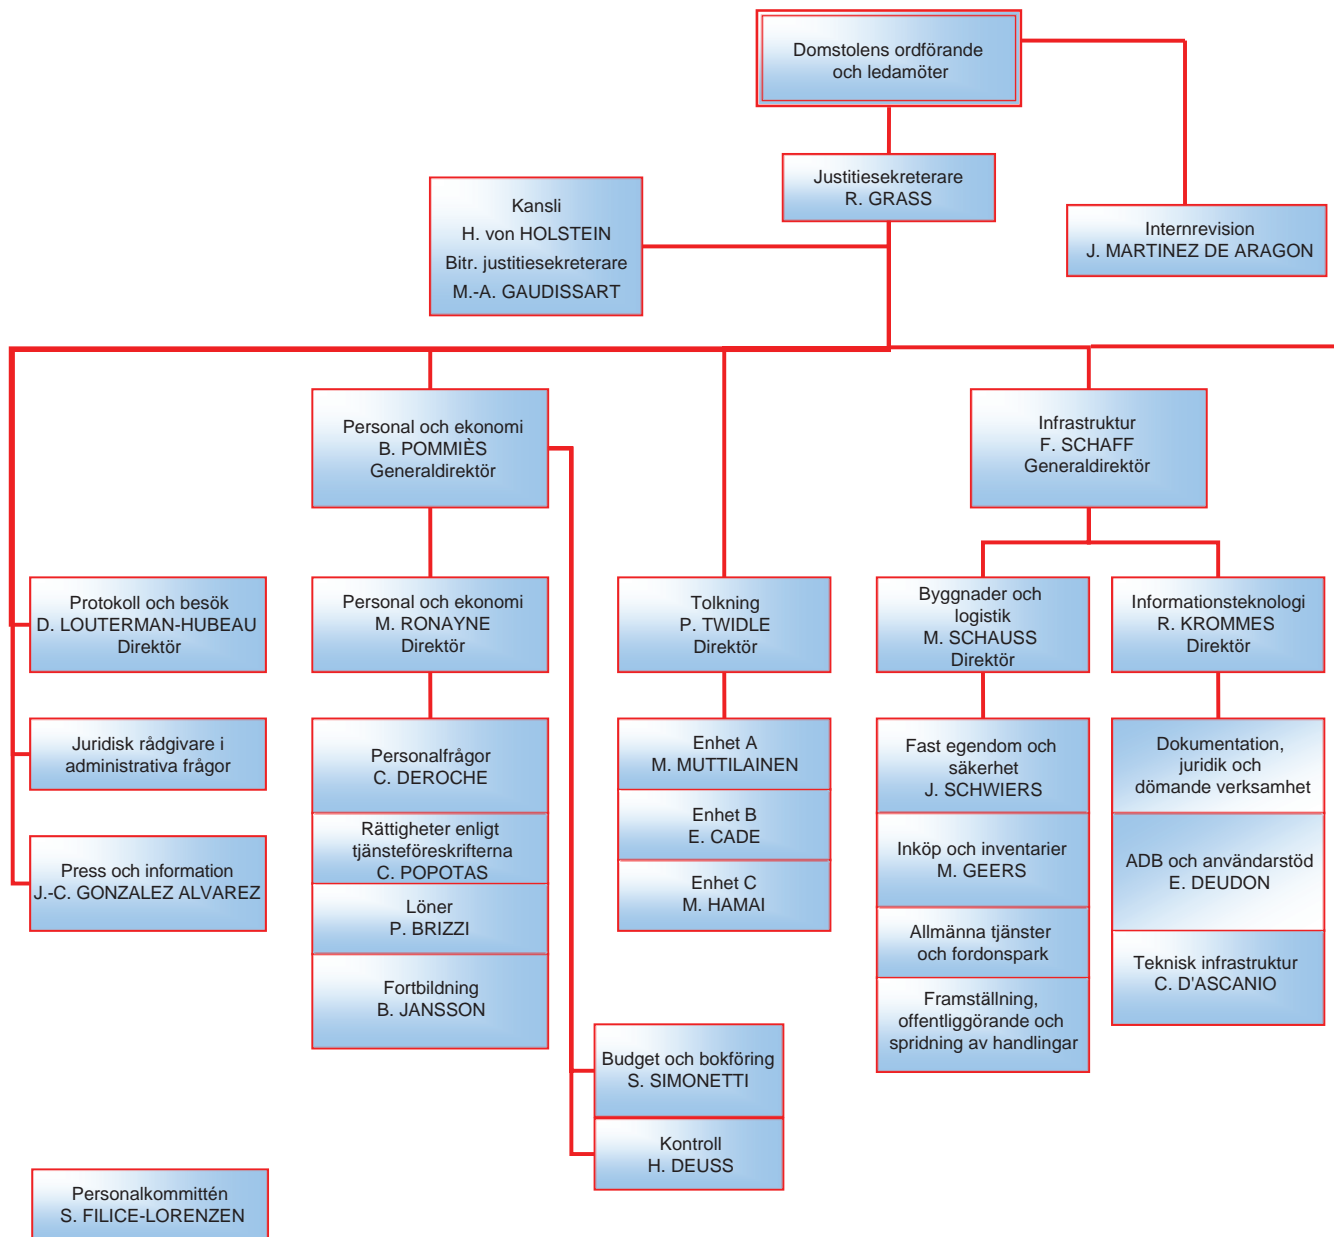 Domstolens ordförande
och ledamöter
Justitiesekreterare
R. GRASS
Kansli
H. von HOLSTEIN
Bitr. justitiesekreterare
M.-A. GAUDISSART
Internrevision
J. MARTINEZ DE ARAGON
Personal och ekonomi
B. POMMIÈS
Generaldirektör
Infrastruktur
F. SCHAFF
Generaldirektör
Protokoll och besök
D. LOUTERMAN-HUBEAU
Direktör
Personal och ekonomi
M. RONAYNE
Direktör
Tolkning
P. TWIDLE
Direktör
Byggnader och
logistik
M. SCHAUSS
Direktör
Informationsteknologi
R. KROMMES
Direktör
Juridisk rådgivare i
administrativa frågor
Press och information
J.-C. GONZALEZ ALVAREZ
Personalfrågor
C. DEROCHE
Rättigheter enligt
tjänsteföreskrifterna
C. POPOTAS
Löner
P. BRIZZI
Fortbildning
B. JANSSON
Enhet A
M. MUTTILAINEN
Enhet B
E. CADE
Enhet C
M. HAMAI
Fast egendom och
säkerhet
J. SCHWIERS
Inköp och inventarier
M. GEERS
Allmänna tjänster
och fordonspark
Framställning,
offentliggörande och
spridning av handlingar
Dokumentation,
juridik och
dömande verksamhet
ADB och användarstöd
E. DEUDON
Teknisk infrastruktur
C. D'ASCANIO
Budget och bokföring
S. SIMONETTI
Kontroll
H. DEUSS
Personalkommittén
S. FILICE-LORENZEN